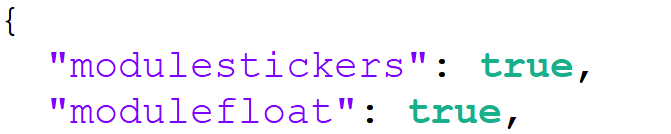 {
"modulestickers": true,
"modulefloat": true,